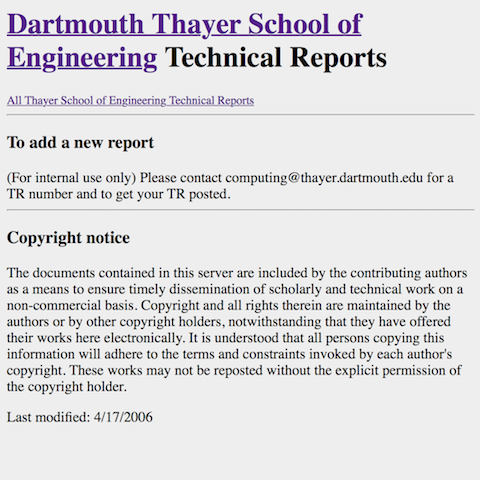 Dartmouth Thayer School of
Engineering Technical Reports
All Thayer School of Engineering Technical Reports
To add a new report
(For internal use only) Please contact computing@thayer.dartmouth.edu for a
TR number and to get your TR posted.
Copyright notice
The documents contained in this server are included by the contributing authors
as a means to ensure timely dissemination of scholarly and technical work on a
non-commercial basis. Copyright and all rights therein are maintained by the
authors or by other copyright holders, notwithstanding that they have offered
their works here electronically. It is understood that all persons copying this
information will adhere to the terms and constraints invoked by each author's
copyright. These works may not be reposted without the explicit permission of
the copyright holder.
Last modified: 4/17/2006